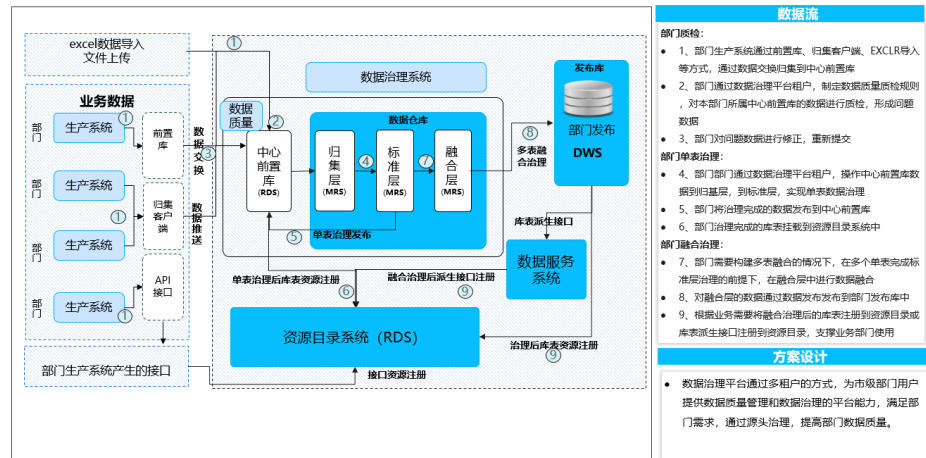 excel数据导入
文件上传
①
业务数据
部门
①
生产系统
前置
库
部门
生产系统
①
归集
客户
端
部门
生产系统
部门
生产系统
①
API
接口
部门生产系统产生的接口
数据交换
③
数据推送
数据治理系统
数据
质量
②
中心
前置
库
(RDS)
数据仓库
归
集
层
(MRS)
④
标
准
层
(MRS)
⑦
融
合
层
(MRS)
⑤
单表治理发布
⑧
多表融
合治理
发布库
部门发布
DWS
库表派生接口
数据服务
系统
单表治理后库表资源注册
⑥
融合治理后派生接口注册
⑨
资源目录系统（RDS）
治理后库表资源注册
⑨
接口资源注册
数据流
部门质检：
• 1、部门生产系统通过前置库、归集客户端、EXCLR导入
等方式，通过数据交换归集到中心前置库
• 2、部门通过数据治理平台租户，制定数据质量质检规则
，对本部门所属中心前置库的数据进行质检，形成问题
数据
• 3、部门对问题数据进行修正，重新提交
部门单表治理：
• 4、部门部门通过数据治理平台租户，操作中心前置库数
据到归基层，到标准层，实现单表数据治理
• 5、部门将治理完成的数据发布到中心前置库
• 6、部门治理完成的库表挂载到资源目录系统中
部门融合治理：
• 7、部门需要构建多表融合的情况下，在多个单表完成标
准层治理的前提下，在融合层中进行数据融合
• 8、对融合层的数据通过数据发布发布到部门发布库中
• 9、根据业务需要将融合治理后的库表注册到资源目录或
库表派生接口注册到资源目录，支撑业务部门使用
方案设计
• 数据治理平台通过多租户的方式，为市级部门用户
提供数据质量管理和数据治理的平台能力，满足部
门需求，通过源头治理，提高部门数据质量。